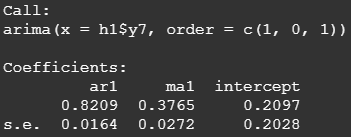 Call:
arima(x = h1$y7, order = c(1, 0, 1))
Coefficients:
ar1 ma1 intercept
0.8209 0.3765 0.2097
s.e. 0.0164 0.0272 0.2028